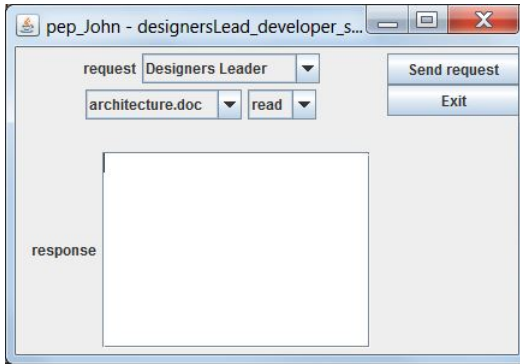 pep_John - designersLead_developer_s...
request Designers Leader Send request
architecture.doc read Exit
response